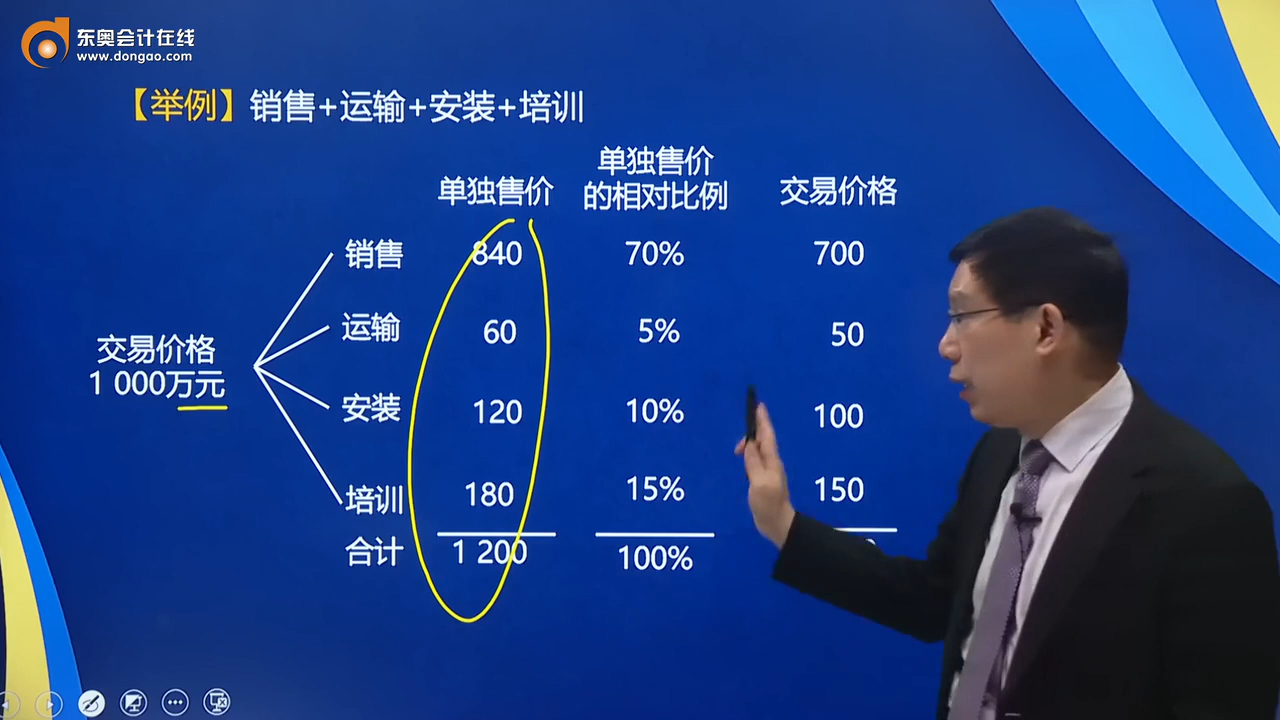 东奥会计在线
www.dongao.com
【举例】销售+运输+安装+培训
单独售价 单独售价的相对比例 交易价格
销售 840 70% 700
运输 60 5% 50
交易价格
1 000万元
安装 120 10% 100
培训 180 15% 150
合计 1 200 100%